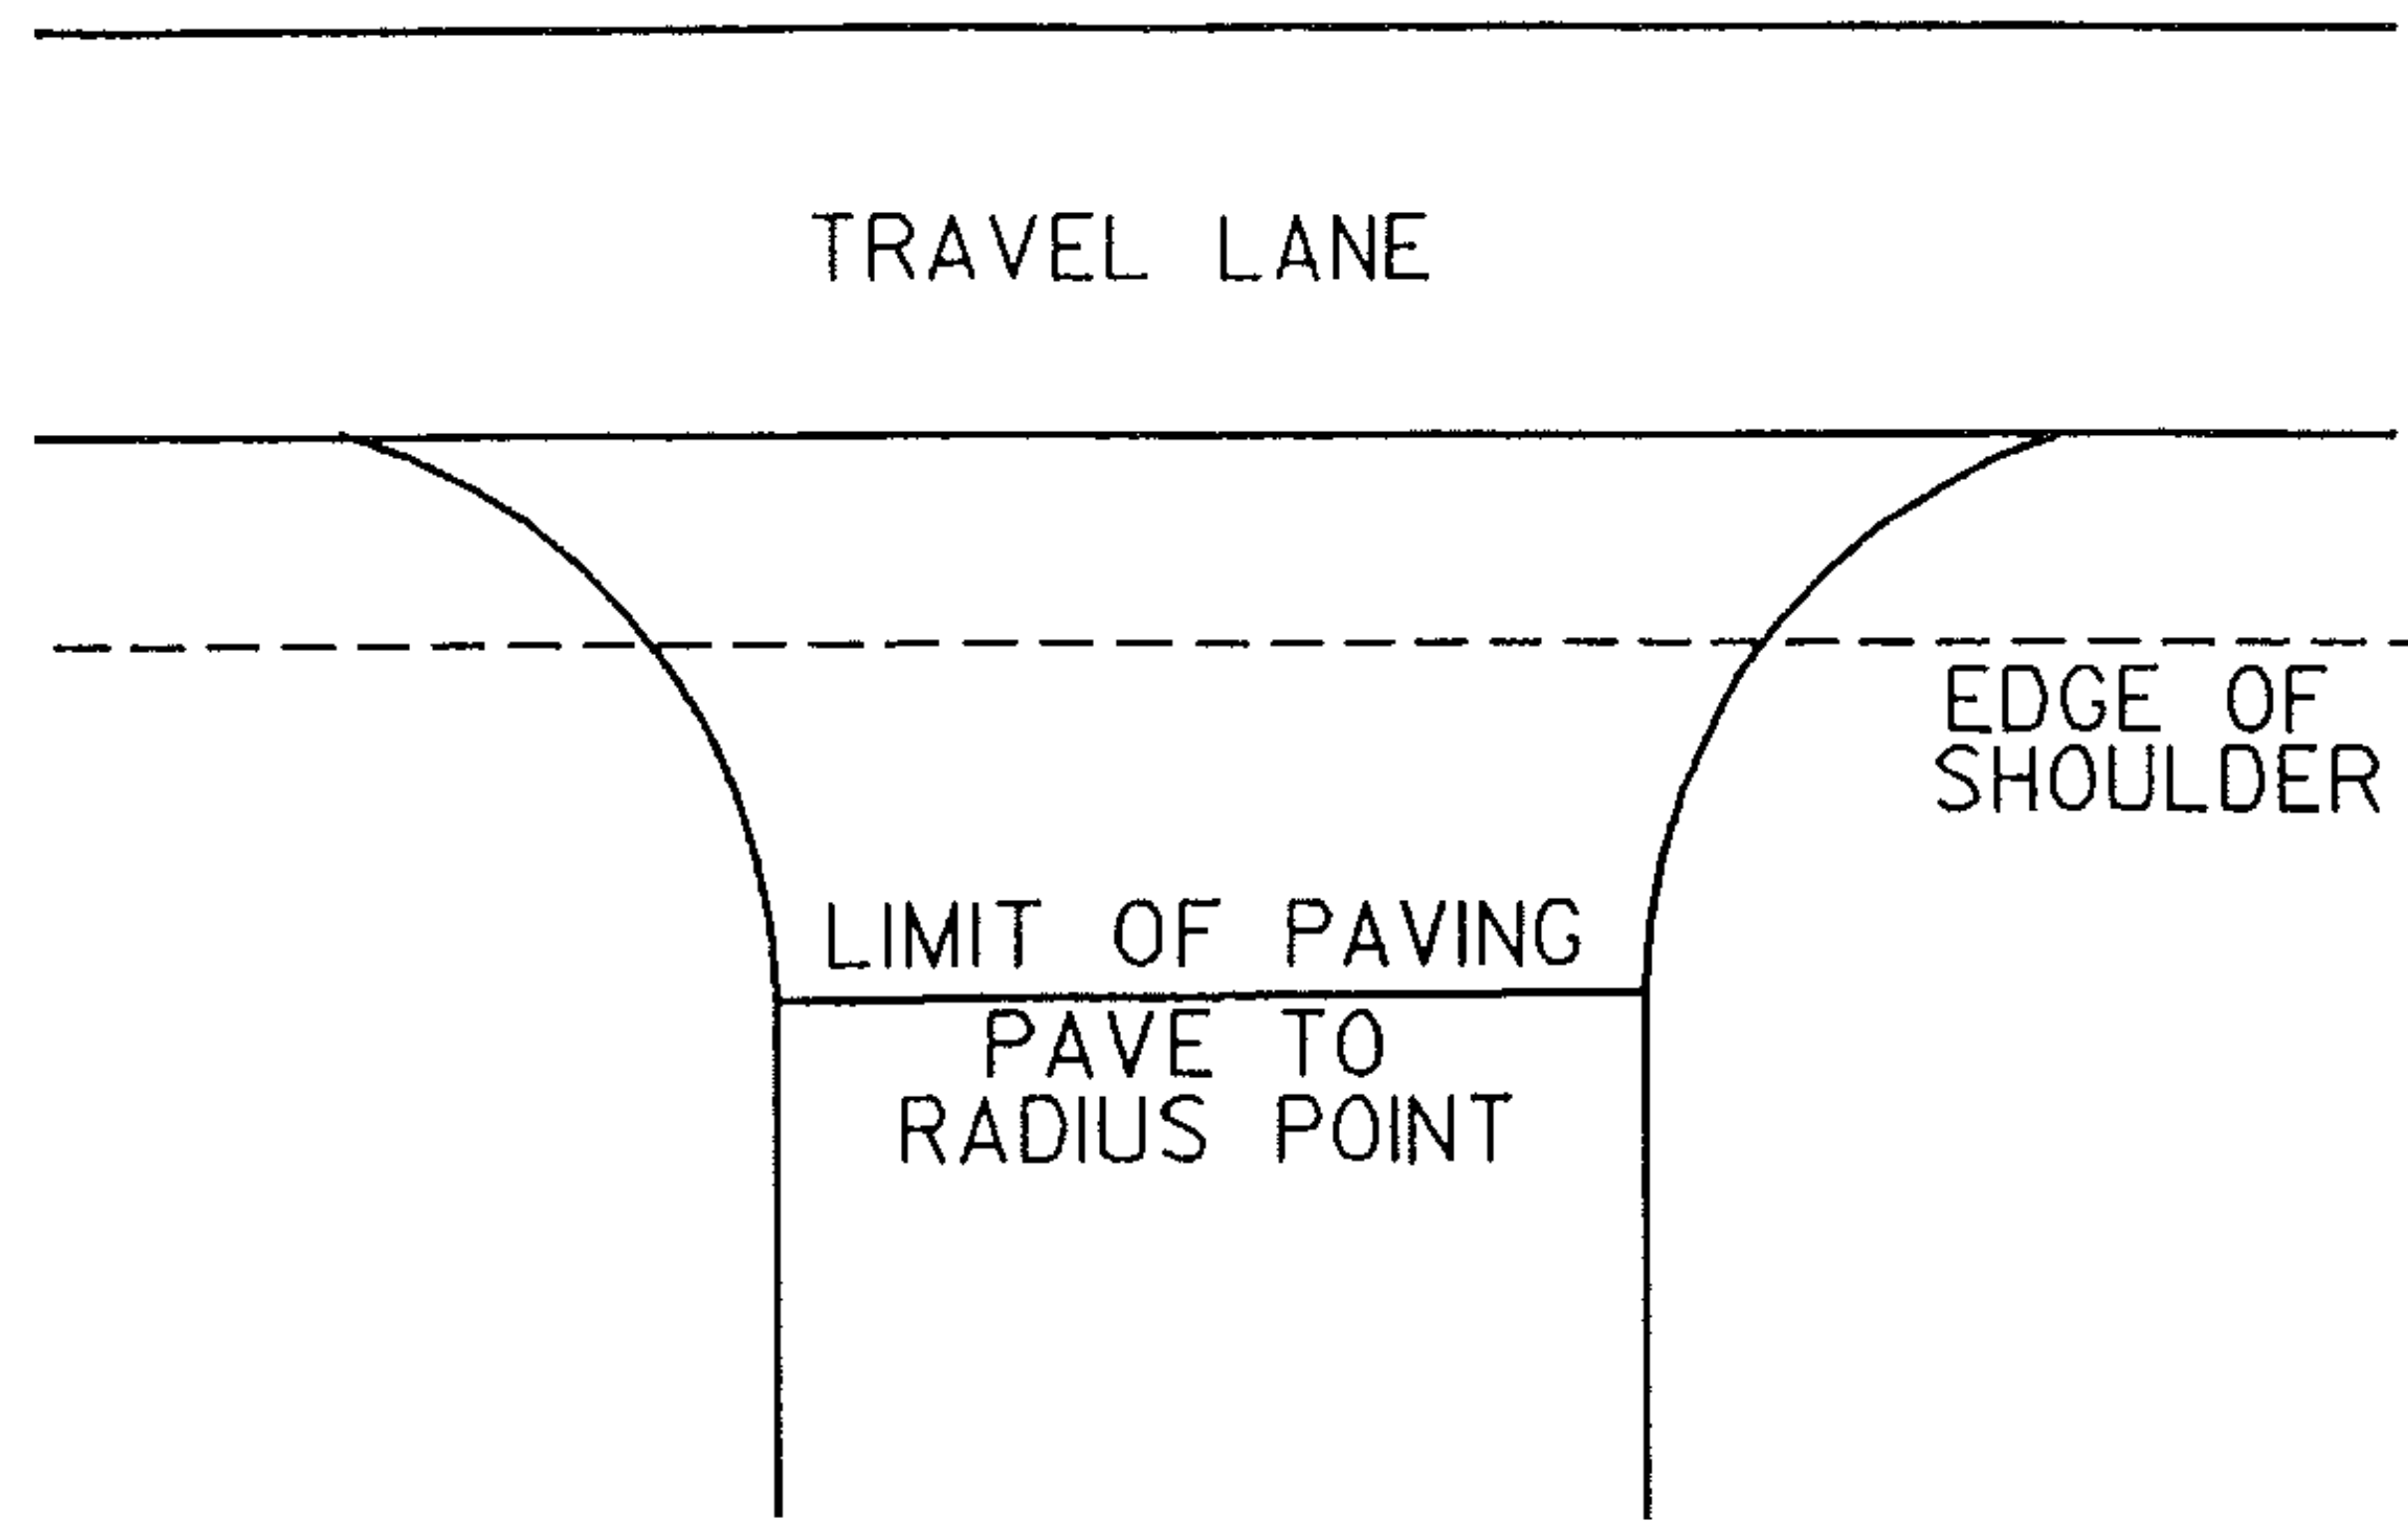 TRAVEL LANE
EDGE OF
SHOULDER
LIMIT OF PAVING
PAVE TO
RADIUS POINT